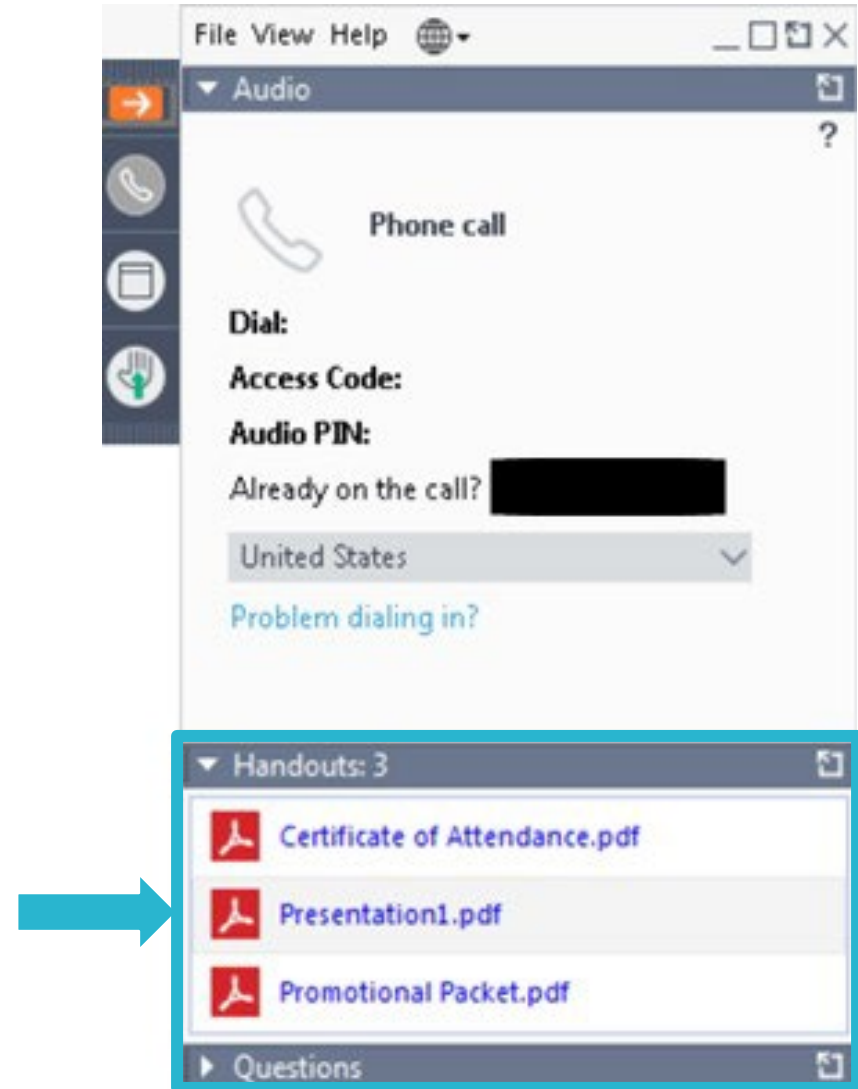 File View Help
Audio
?
Phone call
Dial:
Access Code:
Audio PIN:
Already on the call?
United States
Problem dialing in?
Handouts: 3
Certificate of Attendance.pdf
Presentation1.pdf
Promotional Packet.pdf
Questions